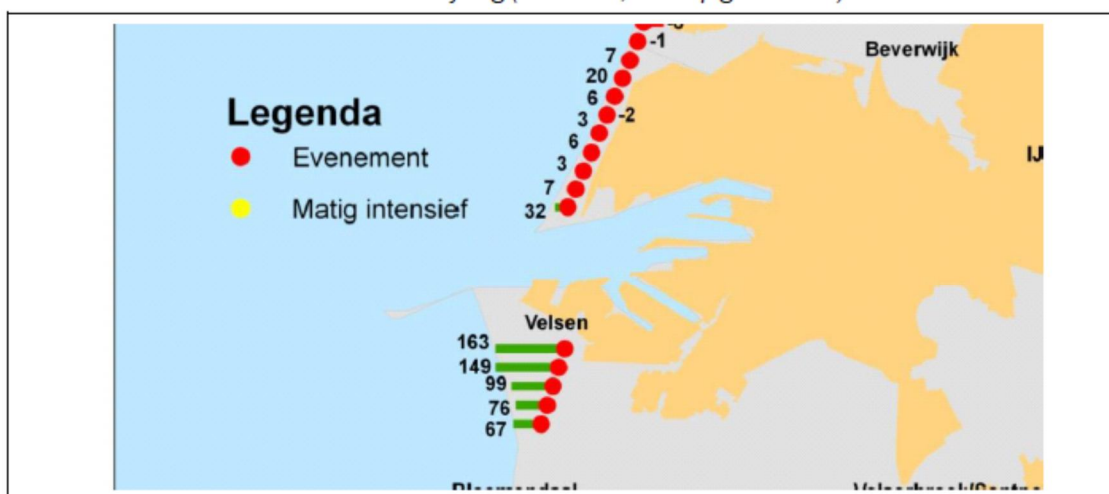 -1
Beverwijk
7
20
Legenda
6
-2
3
Evenement
6
IJ
3
Matig intensief
7
32
Velsen
163
149
99
76
67